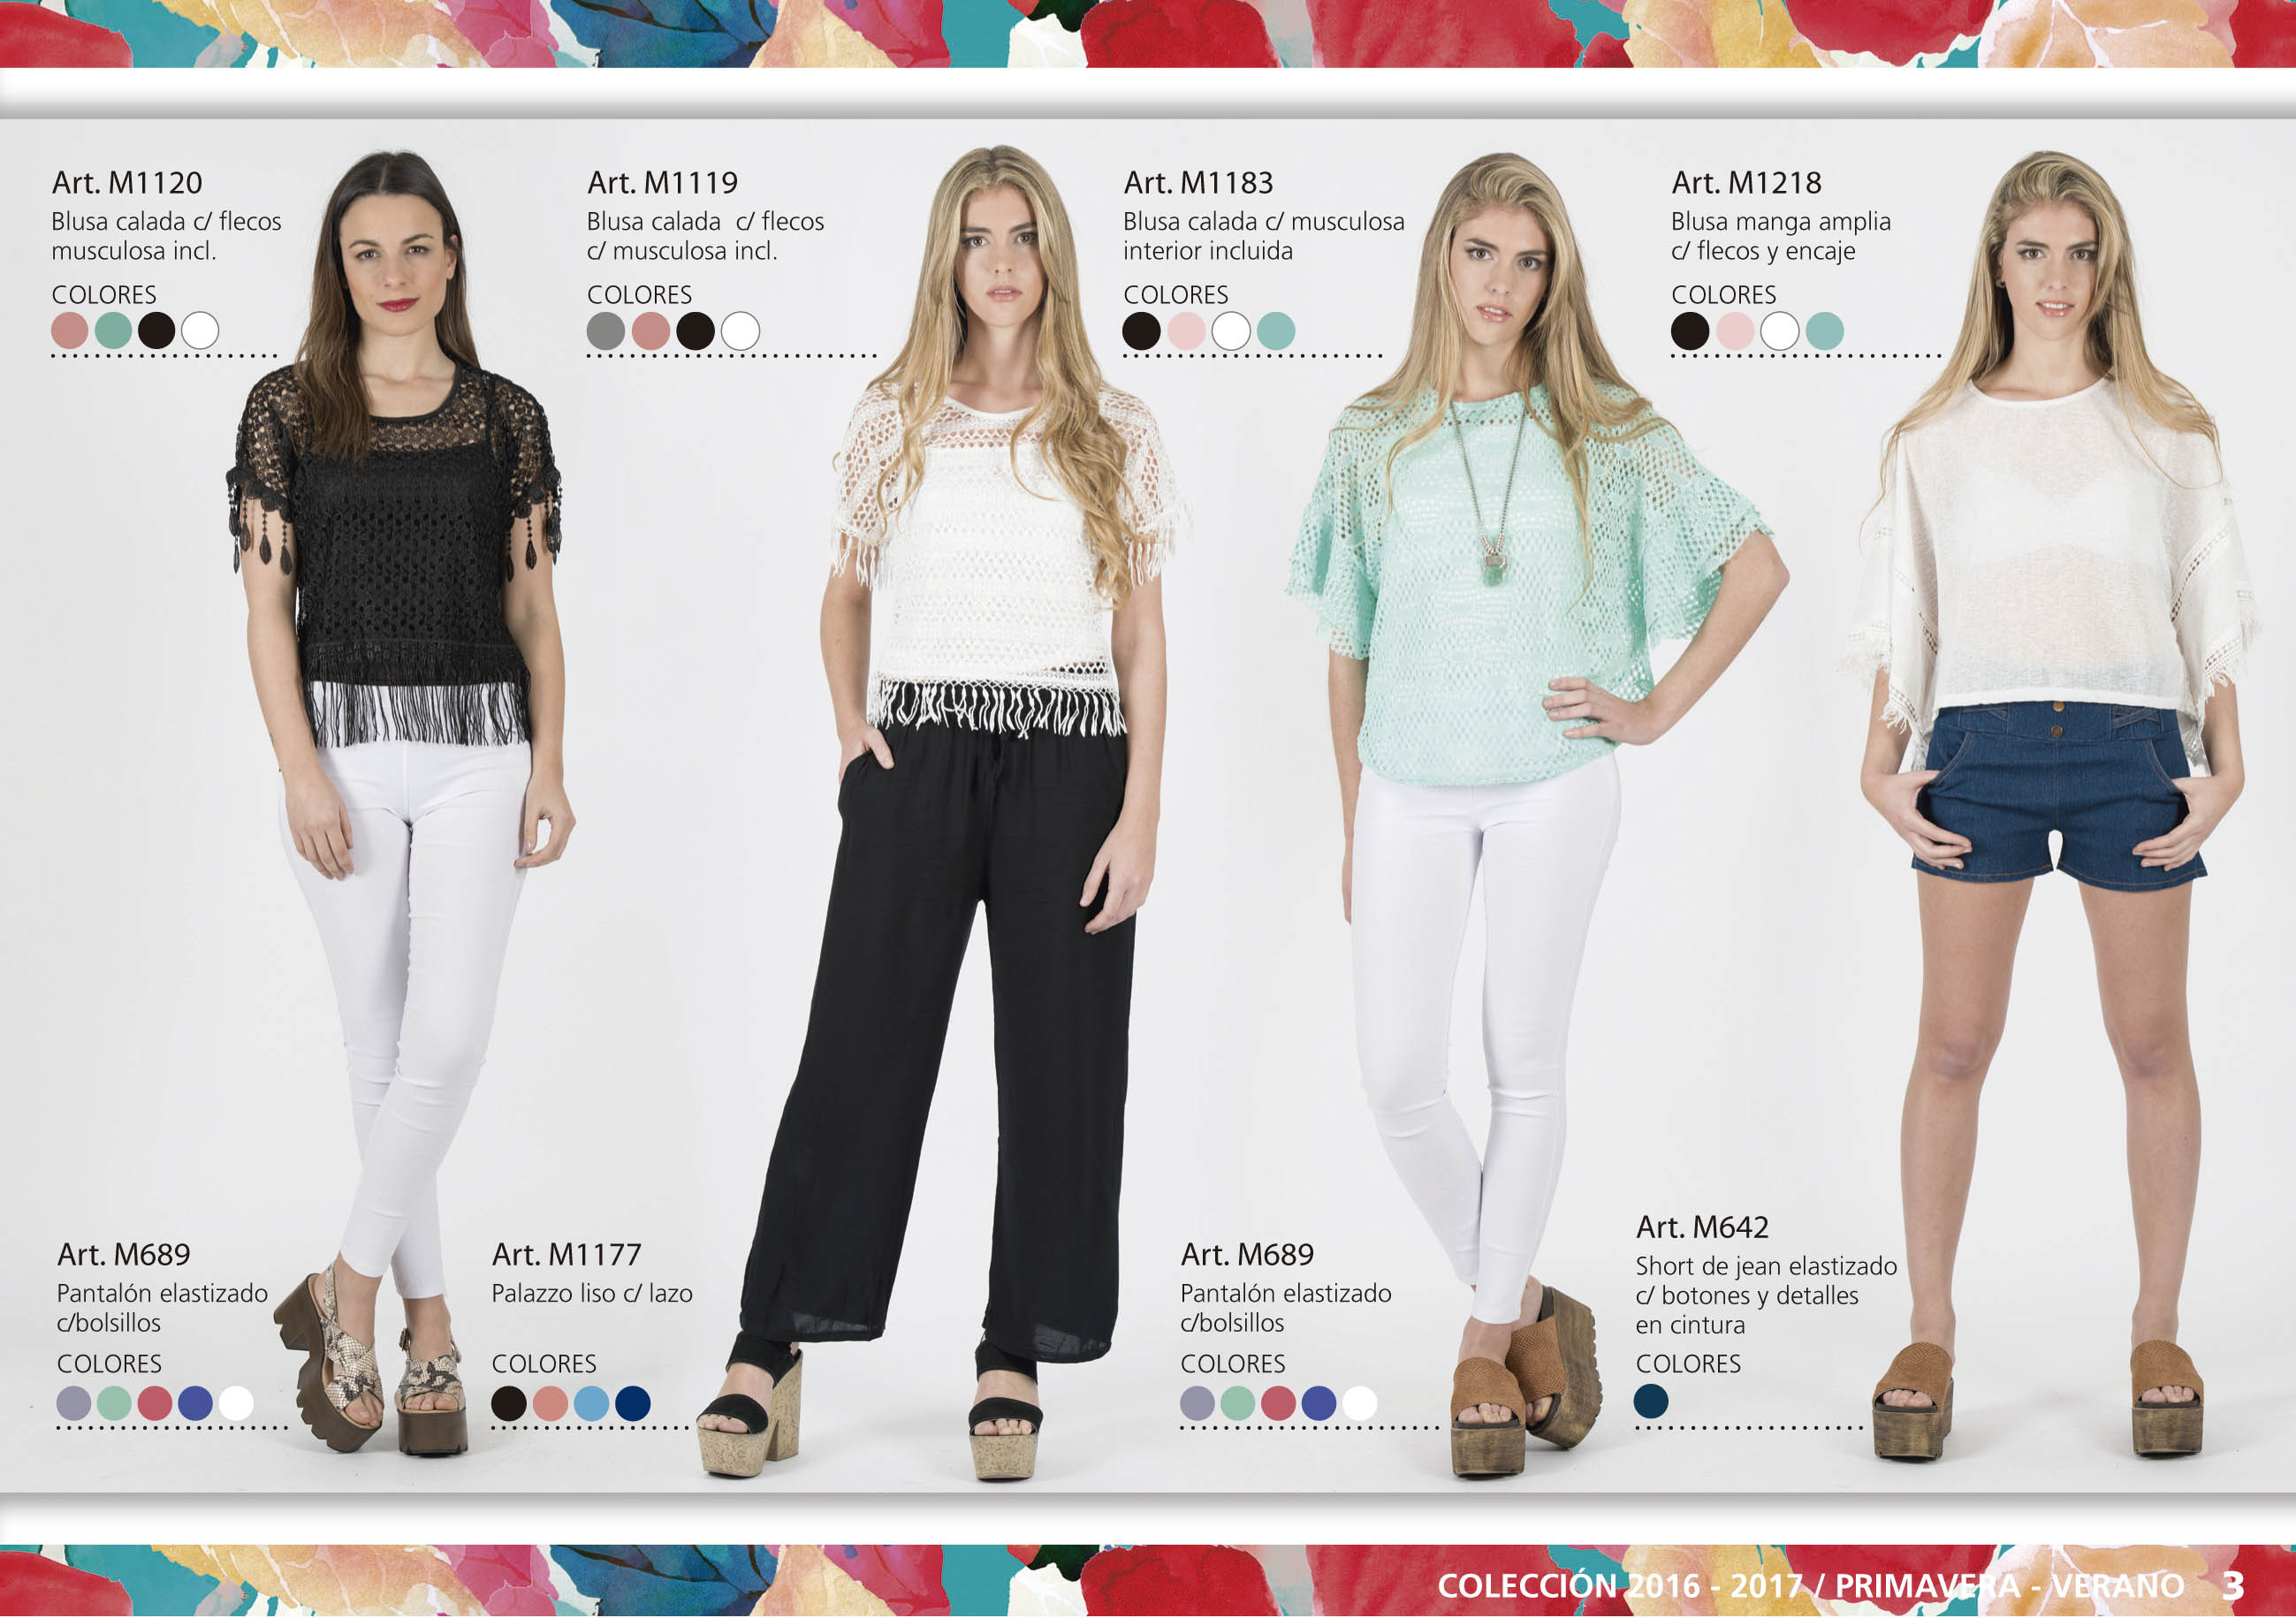 Art. M1120
Blusa calada c/ flecos
musculosa incl.
COLORES
Art. M1119
Blusa calada  c/ flecos
c/ musculosa incl.
COLORES
Art. M1183
Blusa calada c/ musculosa
interior incluida
COLORES
Art. M1218
Blusa manga amplia
c/ flecos y encaje
COLORES
Art. M689
Pantalón elastizado
c/bolsillos
COLORES
Art. M1177
Palazzo liso c/ lazo
COLORES
Art. M689
Pantalón elastizado
c/bolsillos
COLORES
Art. M642
Short de jean elastizado
c/ botones y detalles
en cintura
COLORES
COLECCIÓN 2016 - 2017 / PRIMAVERA - VERANO 3